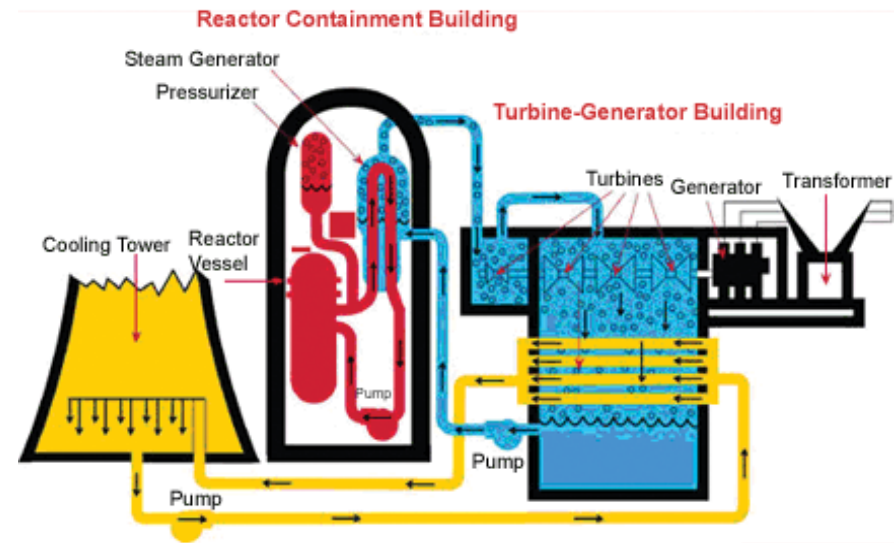 Reactor Containment Building
Steam Generator
Pressurizer
Turbine-Generator Building
Turbines
Generator
Transformer
Cooling Tower
Reactor
Vessel
Pump
Pump
Pump